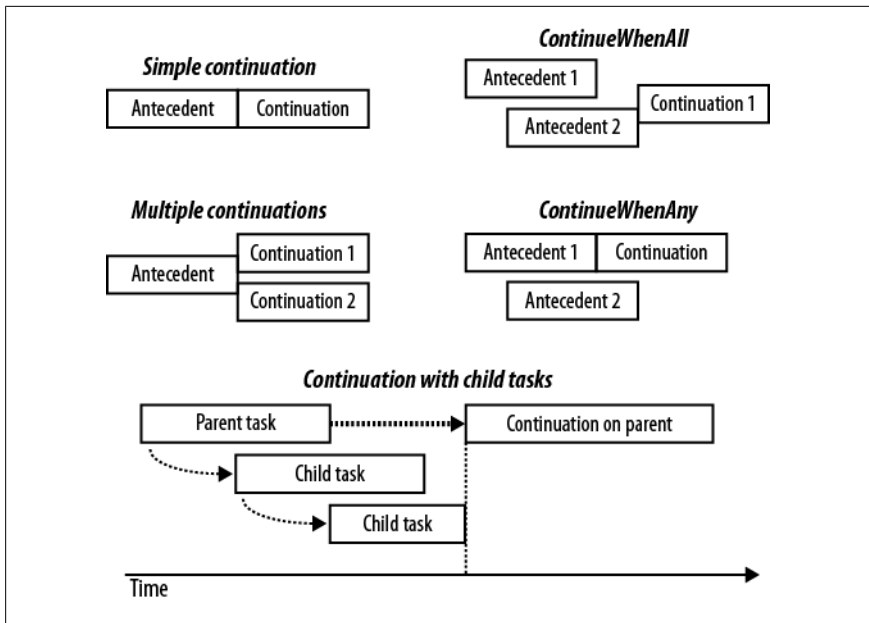 Simple continuation
Antecedent
Continuation
ContinueWhenAll
Antecedent 1
Antecedent 2
Continuation 1
Multiple continuations
Antecedent
Continuation 1
Continuation 2
ContinueWhenAny
Antecedent 1
Continuation
Antecedent 2
Continuation with child tasks
Parent task
Continuation on parent
Child task
Child task
Time